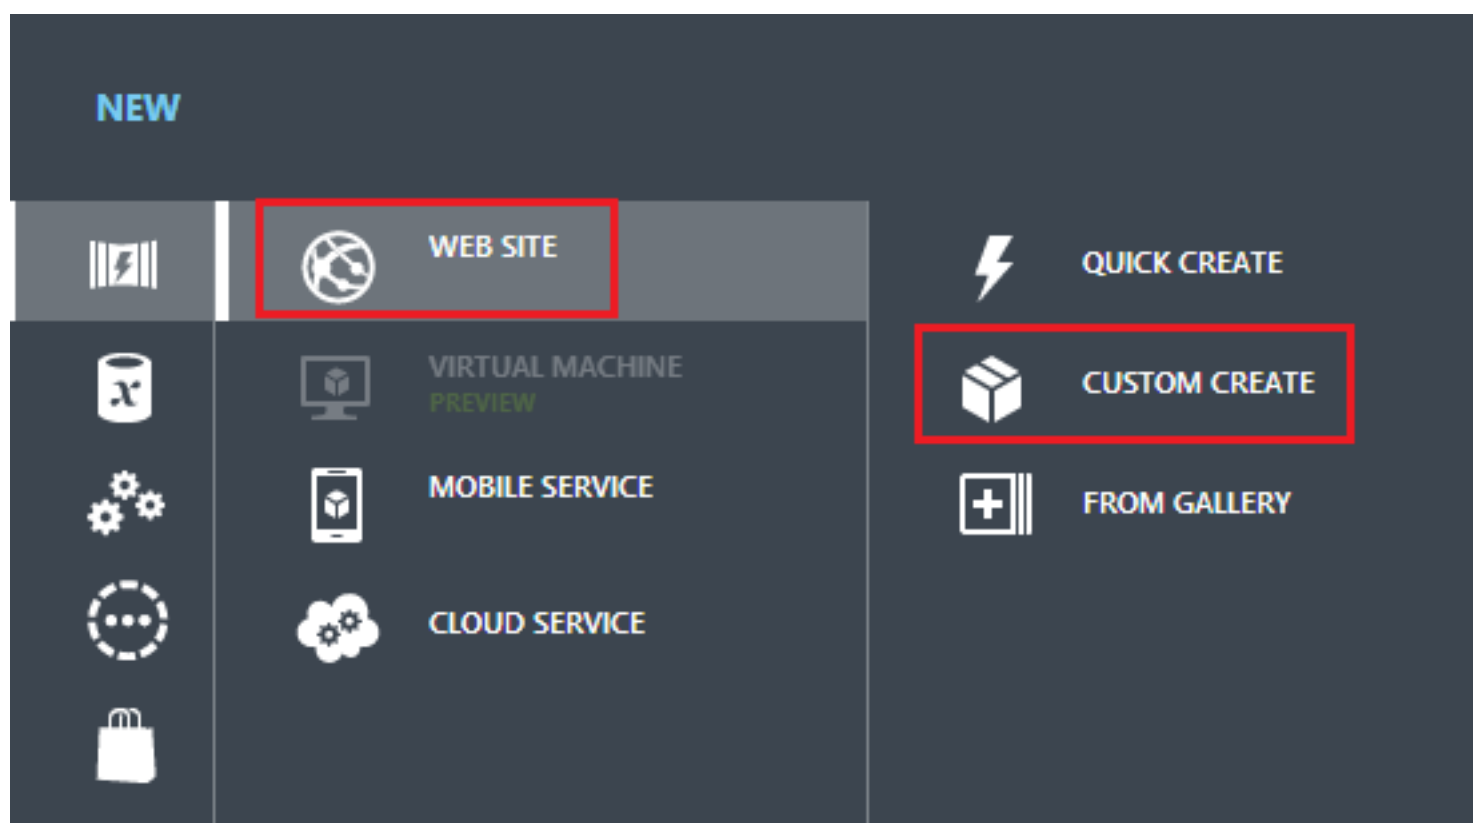 NEW
WEB SITE
VIRTUAL MACHINE
PREVIEW
MOBILE SERVICE
CLOUD SERVICE
QUICK CREATE
CUSTOM CREATE
FROM GALLERY